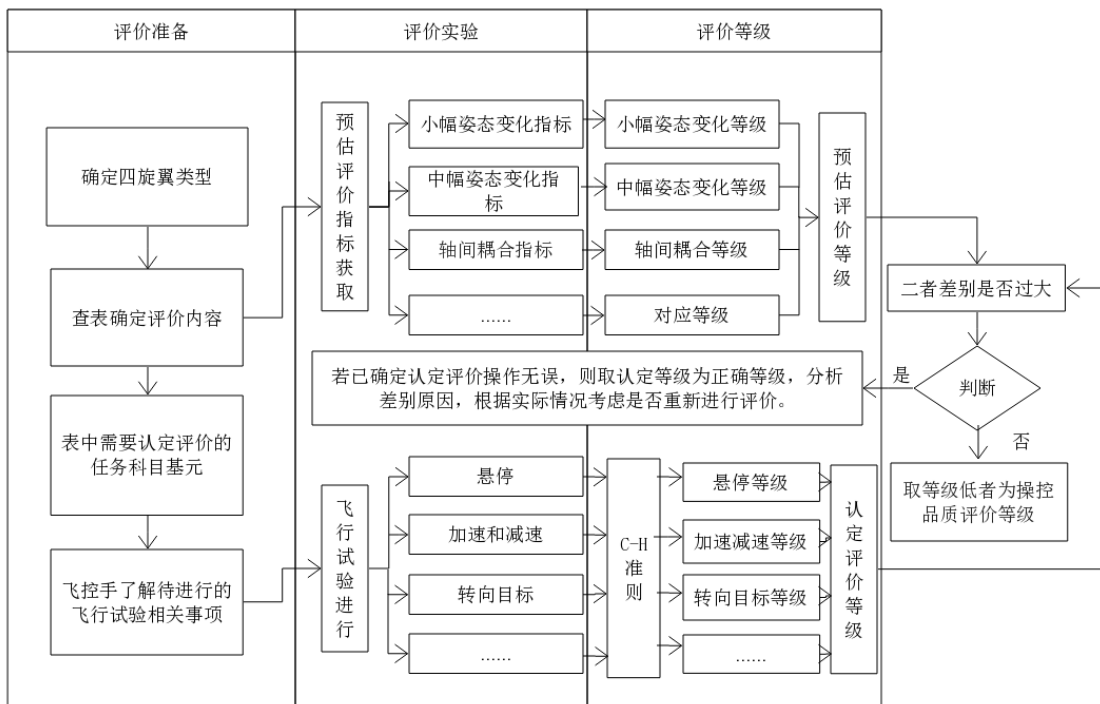 评价准备
评价实验
评价等级
确定四旋翼类型
查表确定评价内容
表中需要认定评价的
任务科目基元
飞控手了解待进行的
飞行试验相关事项
预估评价指标获取
小幅姿态变化指标
中幅姿态变化指
标
轴间耦合指标
......
小幅姿态变化等级
中幅姿态变化等级
轴间耦合等级
对应等级
预估评价等级
若已确定认定评价操作无误，则取认定等级为正确等级，分析
差别原因，根据实际情况考虑是否重新进行评价。
飞行试验进行
悬停
加速和减速
转向目标
......
C-H
准
则
悬停等级
加速减速等级
转向目标等级
......
认定评价等级
二者差别是否过大
是
判断
否
取等级低者为操控
品质评价等级